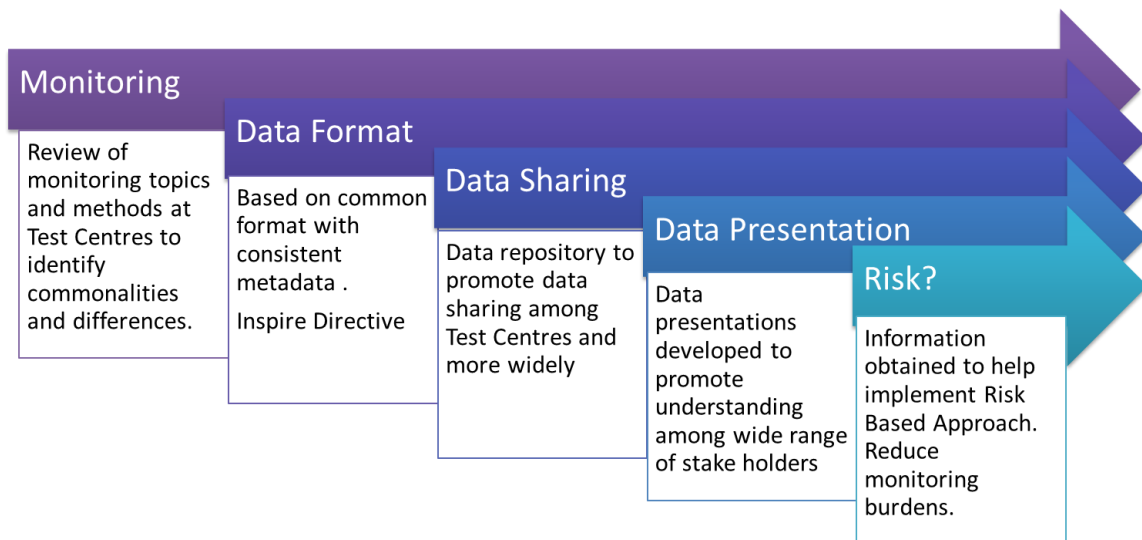 Monitoring
Review of
monitoring topics
and methods at
Test Centres to
identify
commonalities
and differences.
Data Format
Based on common
format with
consistent
metadata .
Inspire Directive
Data Sharing
Data repository to
promote data
sharing among
Test Centres and
more widely
Data Presentation
Data
presentations
developed to
promote
understanding
among wide range
of stake holders
Risk?
Information
obtained to help
implement Risk
Based Approach.
Reduce
monitoring
burdens.